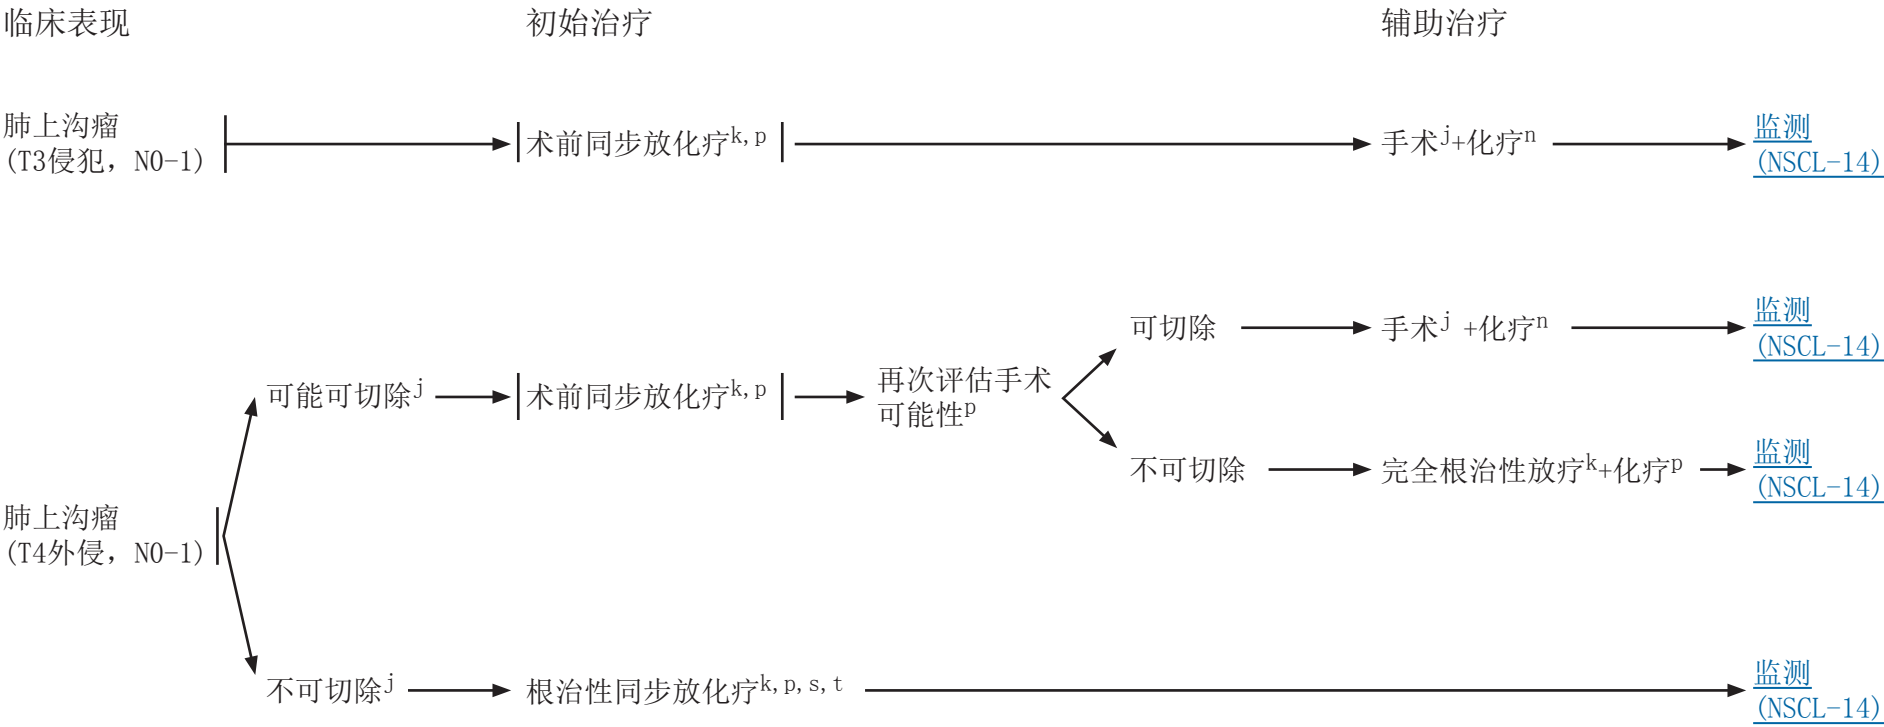 临床表现
初始治疗
辅助治疗
肺上沟瘤
(T3侵犯，N0-1)
术前同步放化疗k,p
手术j+化疗n
监测
(NSCL-14)
肺上沟瘤
(T4外侵，N0-1)
可能可切除j
术前同步放化疗k,p
再次评估手术
可能性p
可切除
手术j +化疗n
监测
(NSCL-14)
不可切除
完全根治性放疗k+化疗p
监测
(NSCL-14)
不可切除j
根治性同步放化疗k,p,s,t
监测
(NSCL-14)